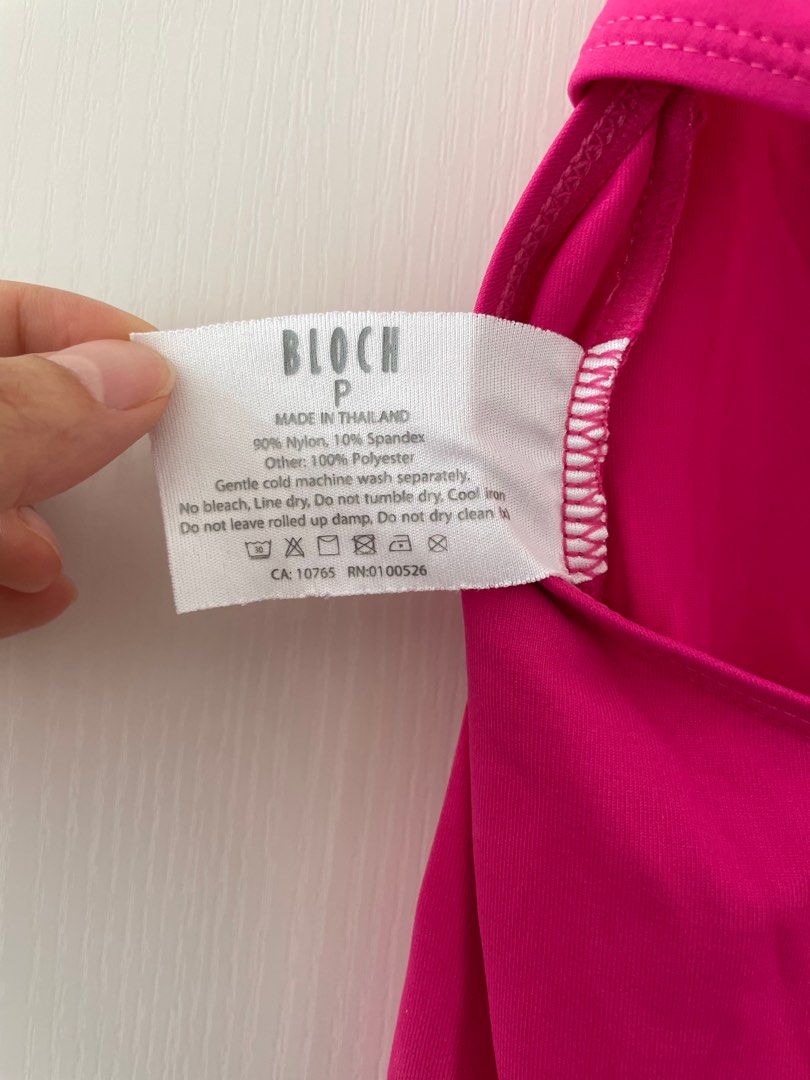 BLOCH
P
MADE IN THAILAND
90% Nylon, 10% Spandex
Other: 100% Polyester
Gentle cold machine wash separately.
No bleach, Line dry, Do not tumble dry, Cool iron
Do not leave rolled up damp, Do not dry clean
30
CA: 10765 RN:0100526